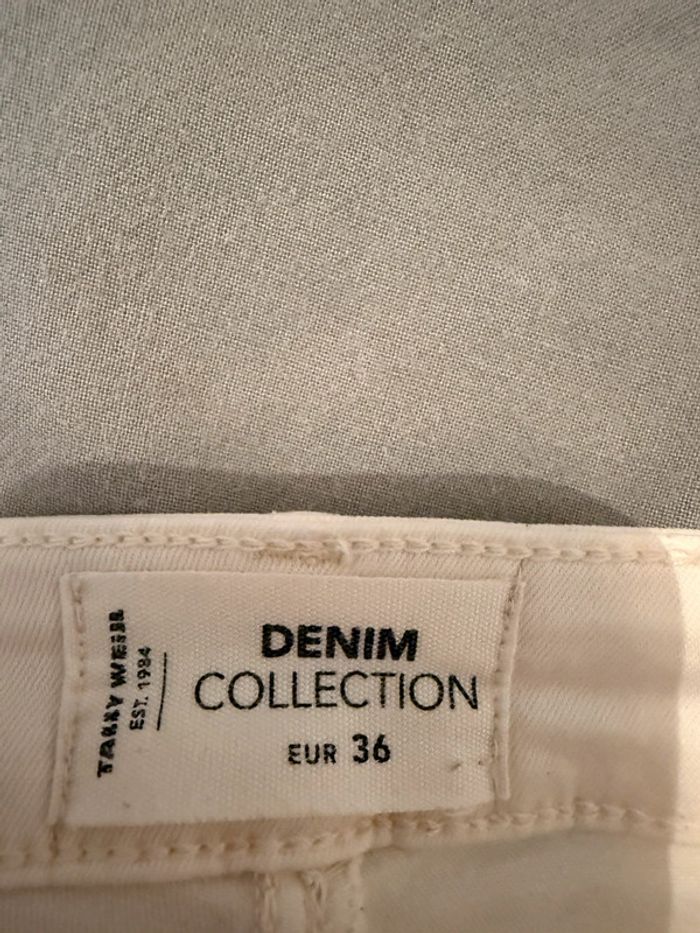 TALLY WEIJL
EST. 1984
DENIM
COLLECTION
EUR 36